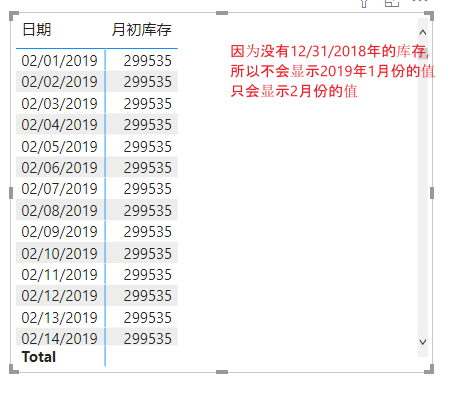 日期 月初库存
02/01/2019 299535
02/02/2019 299535
02/03/2019 299535
02/04/2019 299535
02/05/2019 299535
02/06/2019 299535
02/07/2019 299535
02/08/2019 299535
02/09/2019 299535
02/10/2019 299535
02/11/2019 299535
02/12/2019 299535
02/13/2019 299535
02/14/2019 299535
Total
因为没有12/31/2018年的库存,
所以不会显示2019年1月份的值
只会显示2月份的值